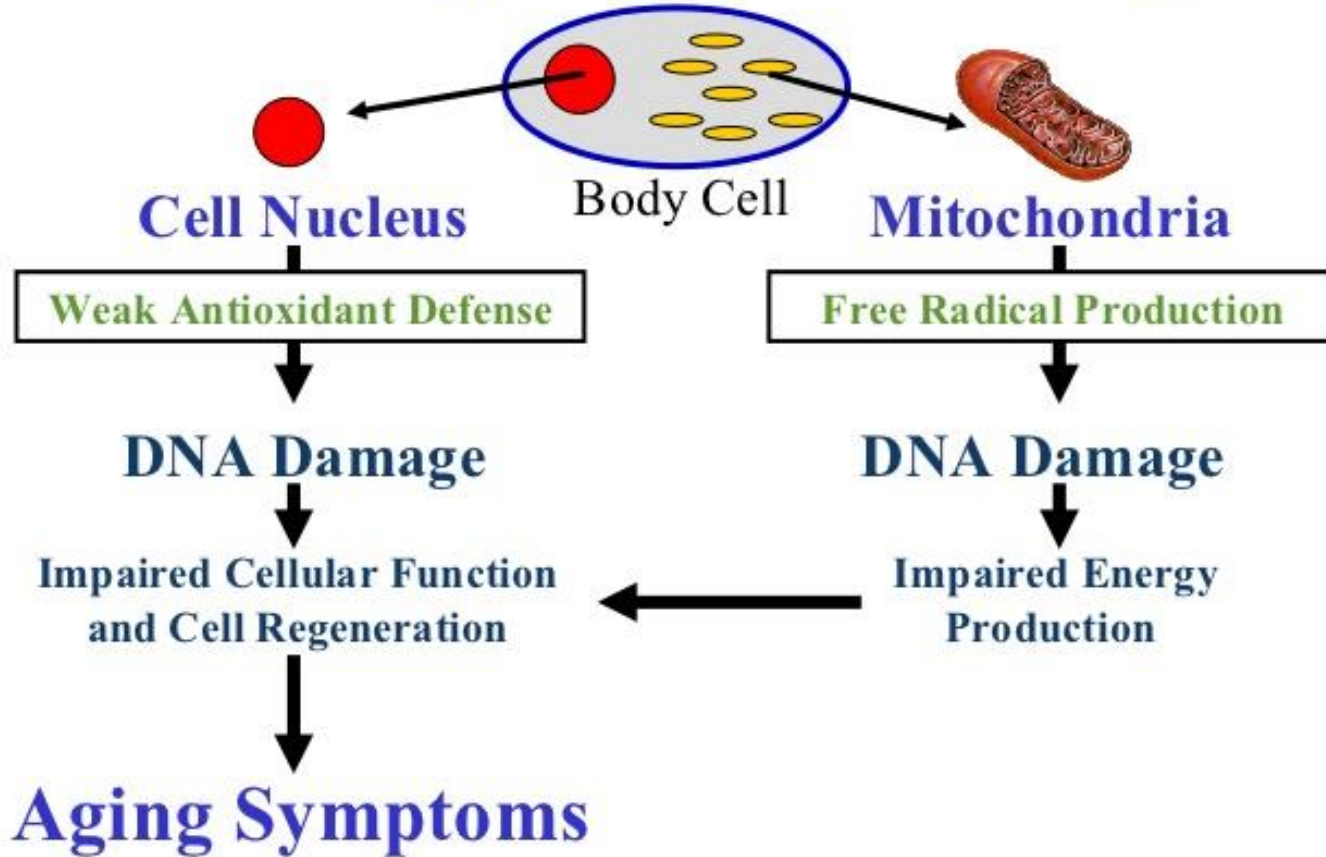 Body Cell
Cell Nucleus
Mitochondria
Weak Antioxidant Defense
Free Radical Production
DNA Damage
DNA Damage
Impaired Cellular Function
and Cell Regeneration
Impaired Energy
Production
Aging Symptoms